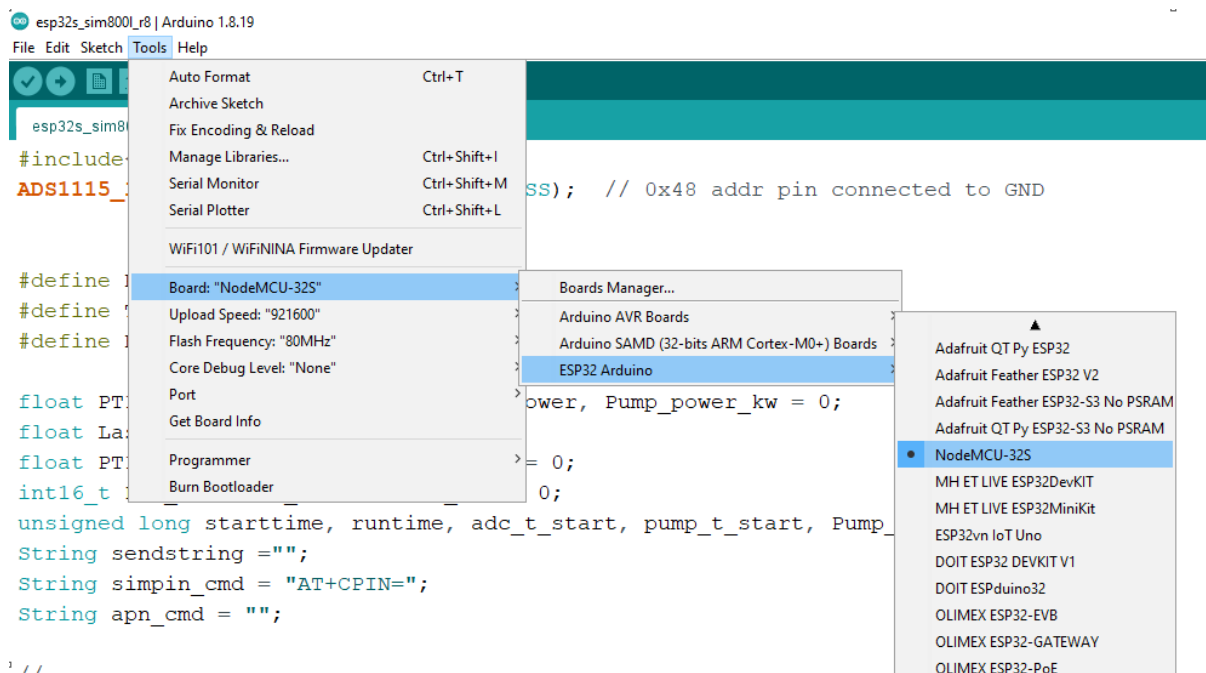 esp32s_sim800l_r8 | Arduino 1.8.19
File Edit Sketch Tools Help
Auto Format Ctrl+T
Archive Sketch
Fix Encoding & Reload
Manage Libraries... Ctrl+Shift+I
Serial Monitor Ctrl+Shift+M
Serial Plotter Ctrl+Shift+L
WiFi101 / WiFiNINA Firmware Updater
Board: "NodeMCU-32S"
Upload Speed: "921600"
Flash Frequency: "80MHz"
Core Debug Level: "None"
Port
Get Board Info
Programmer
Burn Bootloader
Boards Manager...
Arduino AVR Boards
Arduino SAMD (32-bits ARM Cortex-M0+) Boards
ESP32 Arduino
Adafruit QT Py ESP32
Adafruit Feather ESP32 V2
Adafruit Feather ESP32-S3 No PSRAM
Adafruit QT Py ESP32-S3 No PSRAM
NodeMCU-32S
MH ET LIVE ESP32DevKIT
MH ET LIVE ESP32MiniKit
ESP32vn IoT Uno
DOIT ESP32 DEVKIT V1
DOIT ESPduino32
OLIMEX ESP32-EVB
OLIMEX ESP32-GATEWAY
OLIMEX ESP32-PoE
esp32s_sim80
#include
ADS1115_ SS); // 0x48 addr pin connected to GND
#define
#define
#define
float PT ower, Pump_power_kw = 0;
float La
float PT = 0;
int16_t 0;
unsigned long starttime, runtime, adc_t_start, pump_t_start, Pump_
String sendstring ="";
String simpin_cmd = "AT+CPIN=";
String apn_cmd = "";
//